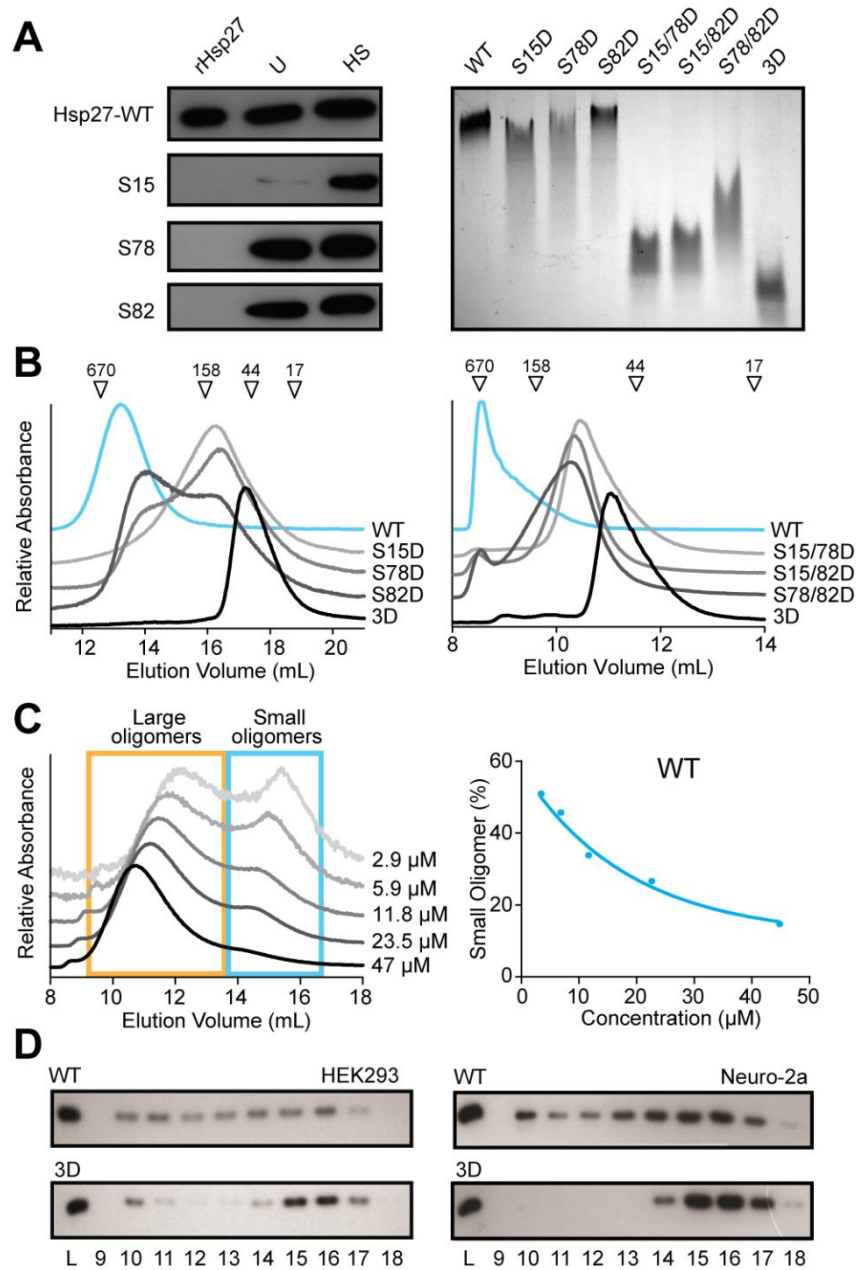 A
rHsp27 U HS
Hsp27-WT
S15
S78
S82
WT S15D S78D S82D S15/78D S15/82D S78/82D 3D
B
670 158 44 17
Relative Absorbance
WT
S15D
S78D
S82D
3D
12 14 16 18 20
Elution Volume (mL)
670 158 44 17
WT
S15/78D
S15/82D
S78/82D
3D
8 10 12 14
Elution Volume (mL)
C
Large oligomers
Small oligomers
Relative Absorbance
2.9 µM
5.9 µM
11.8 µM
23.5 µM
47 µM
8 10 12 14 16 18
Elution Volume (mL)
WT
Small Oligomer (%)
60
40
20
0
0 10 20 30 40 50
Concentration (µM)
D
WT HEK293
3D
L 9 10 11 12 13 14 15 16 17 18
WT Neuro-2a
3D
L 9 10 11 12 13 14 15 16 17 18